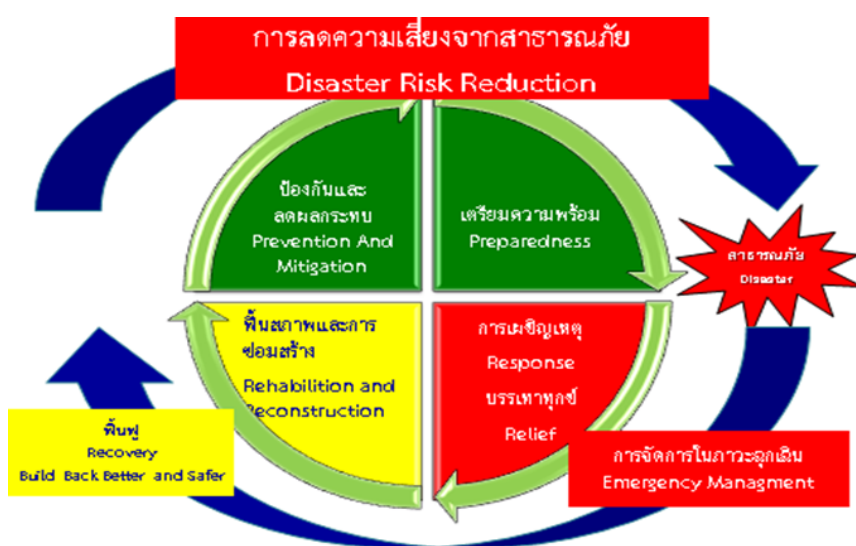 การลดความเสี่ยงจากสาธารณภัย
Disaster Risk Reduction
ป้องกันและ
ลดผลกระทบ
Prevention And
Mitigation
เตรียมความพร้อม
Preparedness
สาธารณภัย
Disaster
ฟื้นสภาพและการ
ซ่อมสร้าง
Rehabilition and
Reconstruction
การเผชิญเหตุ
Response
บรรเทาทุกข์
Relief
ฟื้นฟู
Recovery
Build Back Better and Safer
การจัดการในภาวะฉุกเฉิน
Emergency Managment